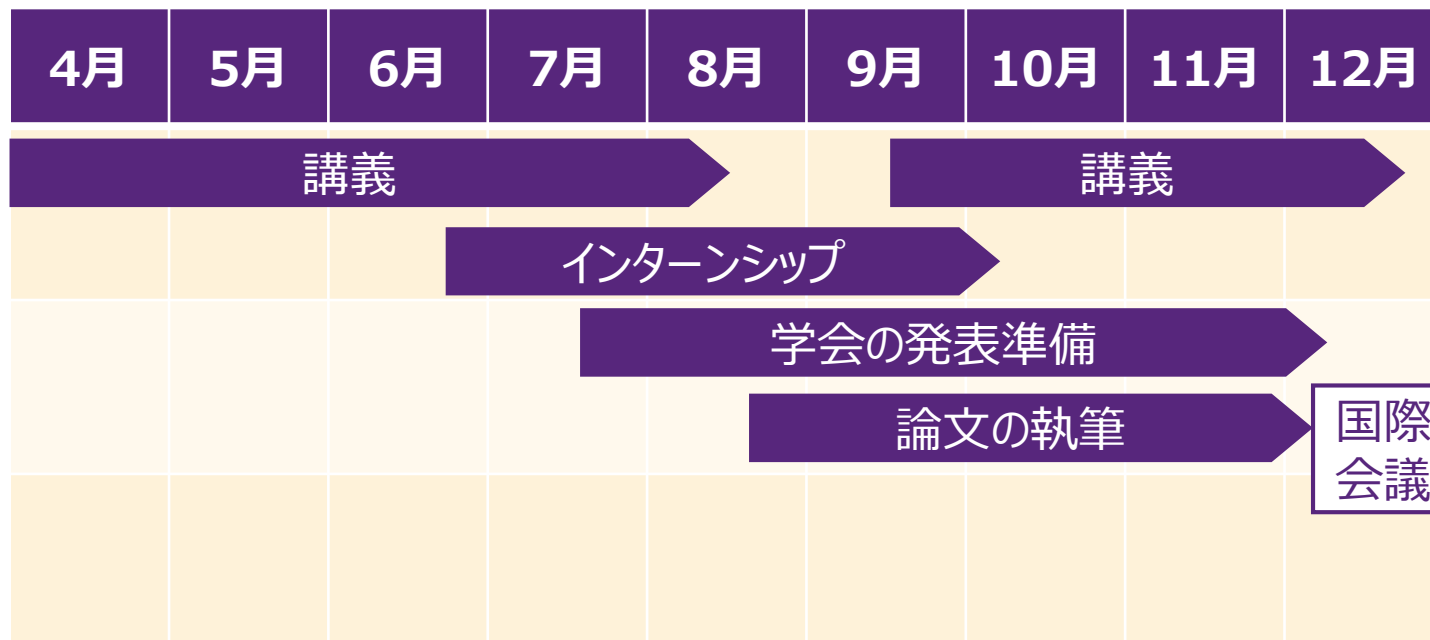 4月 5月 6月 7月 8月 9月 10月 11月 12月
講義 講義
インターンシップ
学会の発表準備
論文の執筆
国際
会議